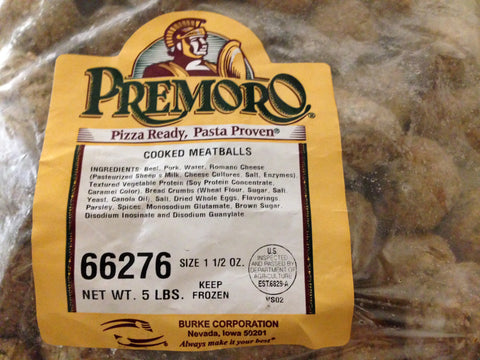 PREMORO®
Pizza Ready, Pasta Proven®
COOKED MEATBALLS
INGREDIENTS: Beef, Pork, Water, Romano Cheese
(Pasteurized Sheep's Milk, Cheese Cultures, Salt, Enzymes),
Textured Vegetable Protein (Soy Protein Concentrate,
Caramel Color), Bread Crumbs (Wheat Flour, Sugar, Salt
Yeast, Canola Oil), Salt, Dried Whole Eggs, Flavorings
Parsley, Spices, Monosodium Glutamate, Brown Sugar,
Disodium Inosinate and Disodium Guanylate
66276 SIZE 1 1/2 OZ.
NET WT. 5 LBS. KEEP
FROZEN
U.S.
INSPECTED
AND PASSED BY
DEPARTMENT OF
AGRICULTURE
EST.6829-A
VS02
BURKE CORPORATION
Nevada, Iowa 50201
Always make it your best®